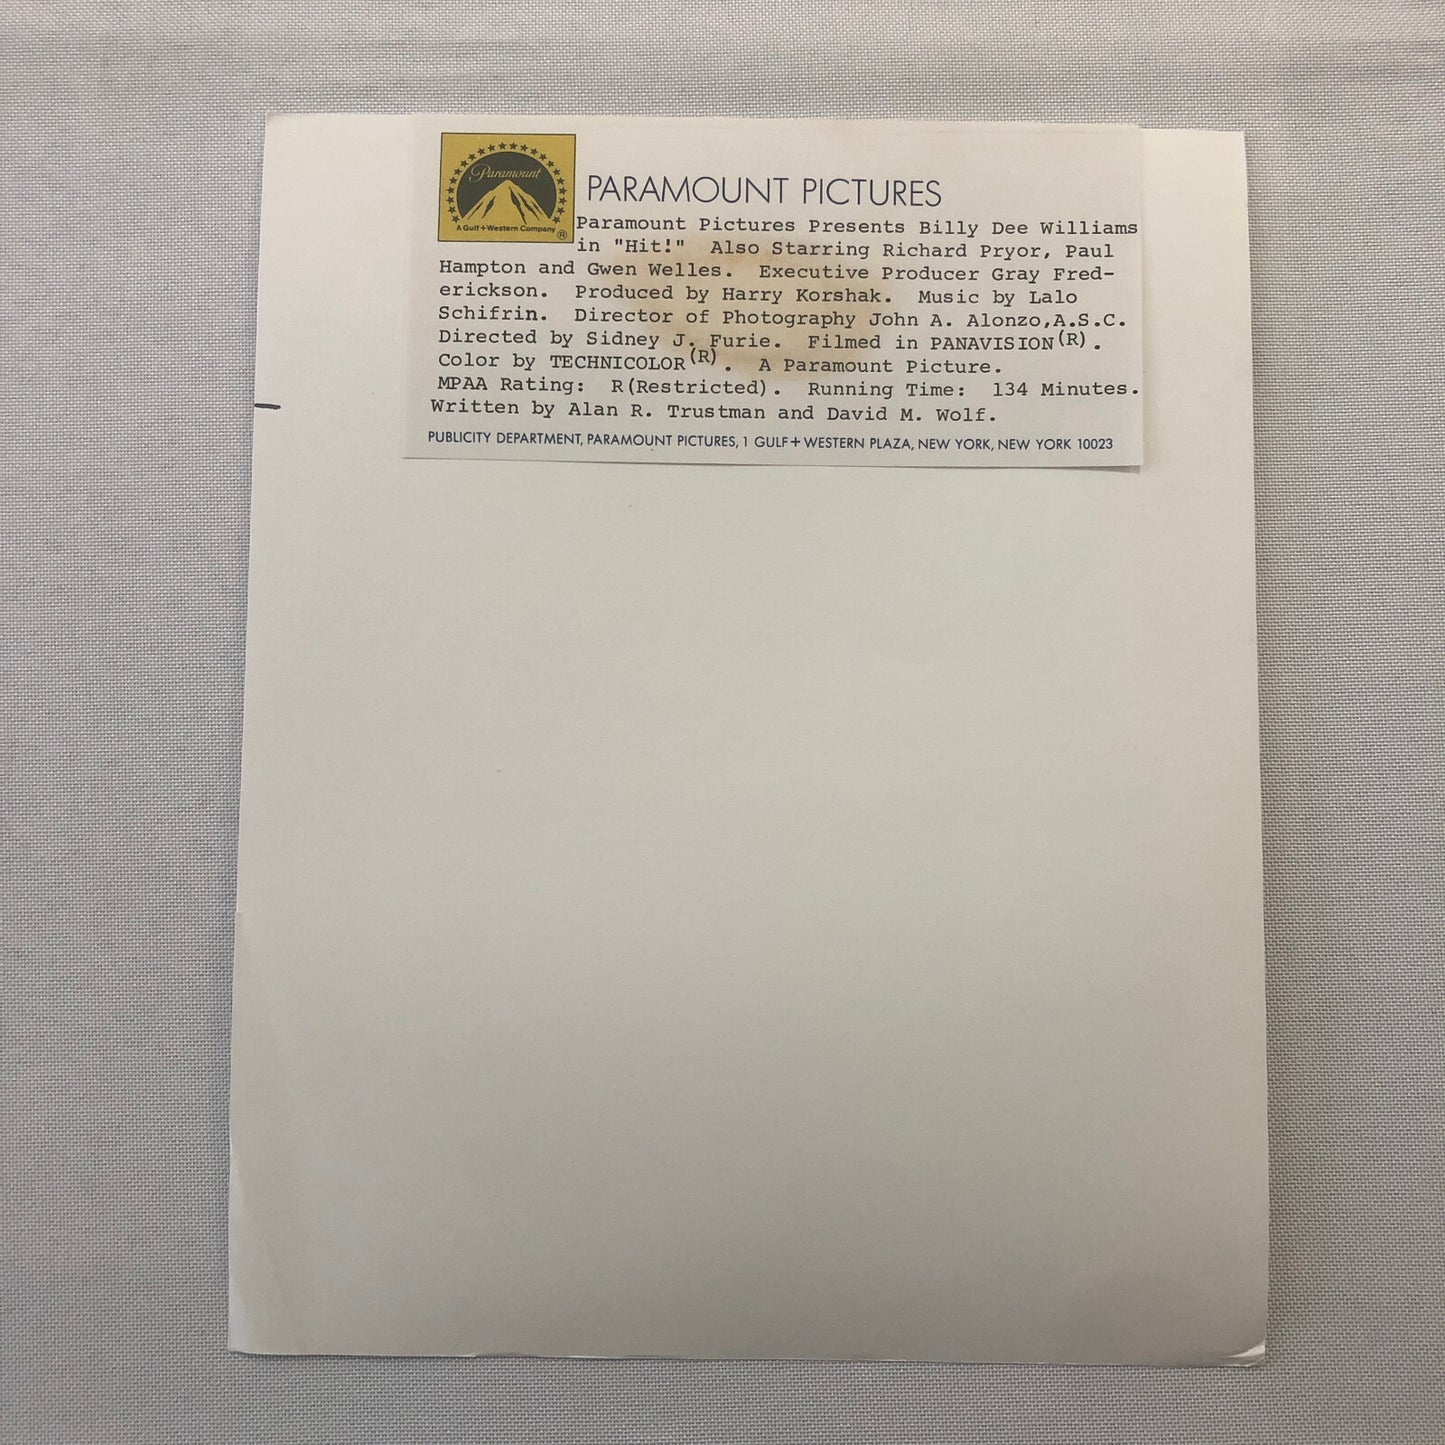 Paramount
A Gulf+Western Company
®
PARAMOUNT PICTURES
Paramount Pictures Presents Billy Dee Williams
in "Hit!"  Also Starring Richard Pryor, Paul
Hampton and Gwen Welles.  Executive Producer Gray Fred-
erickson.  Produced by Harry Korshak.  Music by Lalo
Schifrin.  Director of Photography John A. Alonzo,A.S.C.
Directed by Sidney J. Furie.  Filmed in PANAVISION(R).
Color by TECHNICOLOR(R).  A Paramount Picture.
MPAA Rating:  R(Restricted).  Running Time:  134 Minutes.
Written by Alan R. Trustman and David M. Wolf.
PUBLICITY DEPARTMENT, PARAMOUNT PICTURES, 1 GULF+WESTERN PLAZA, NEW YORK, NEW YORK 10023